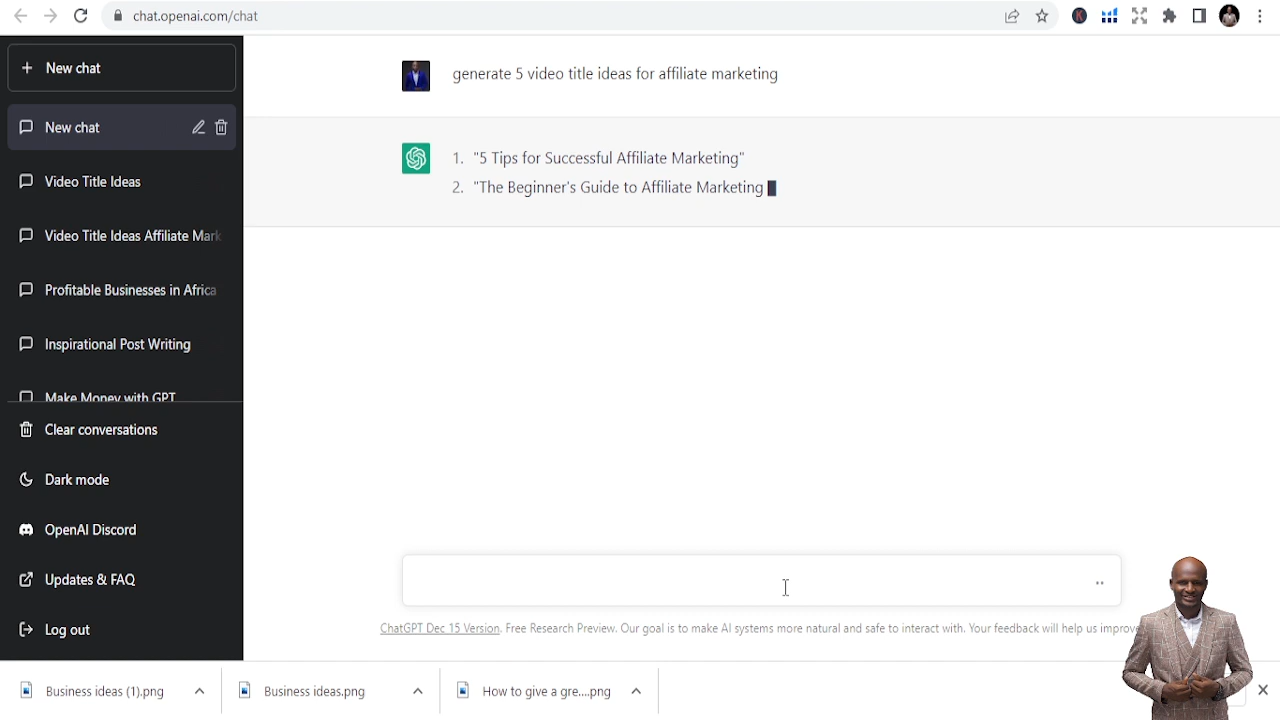 chat.openai.com/chat
New chat
New chat
Video Title Ideas
Video Title Ideas Affiliate Mark
Profitable Businesses in Africa
Inspirational Post Writing
Make Money with GPT
Clear conversations
Dark mode
OpenAI Discord
Updates & FAQ
Log out
generate 5 video title ideas for affiliate marketing
1. "5 Tips for Successful Affiliate Marketing"
2. "The Beginner's Guide to Affiliate Marketing
ChatGPT Dec 15 Version. Free Research Preview. Our goal is to make AI systems more natural and safe to interact with. Your feedback will help us improve
Business ideas (1).png
Business ideas.png
How to give a gre....png